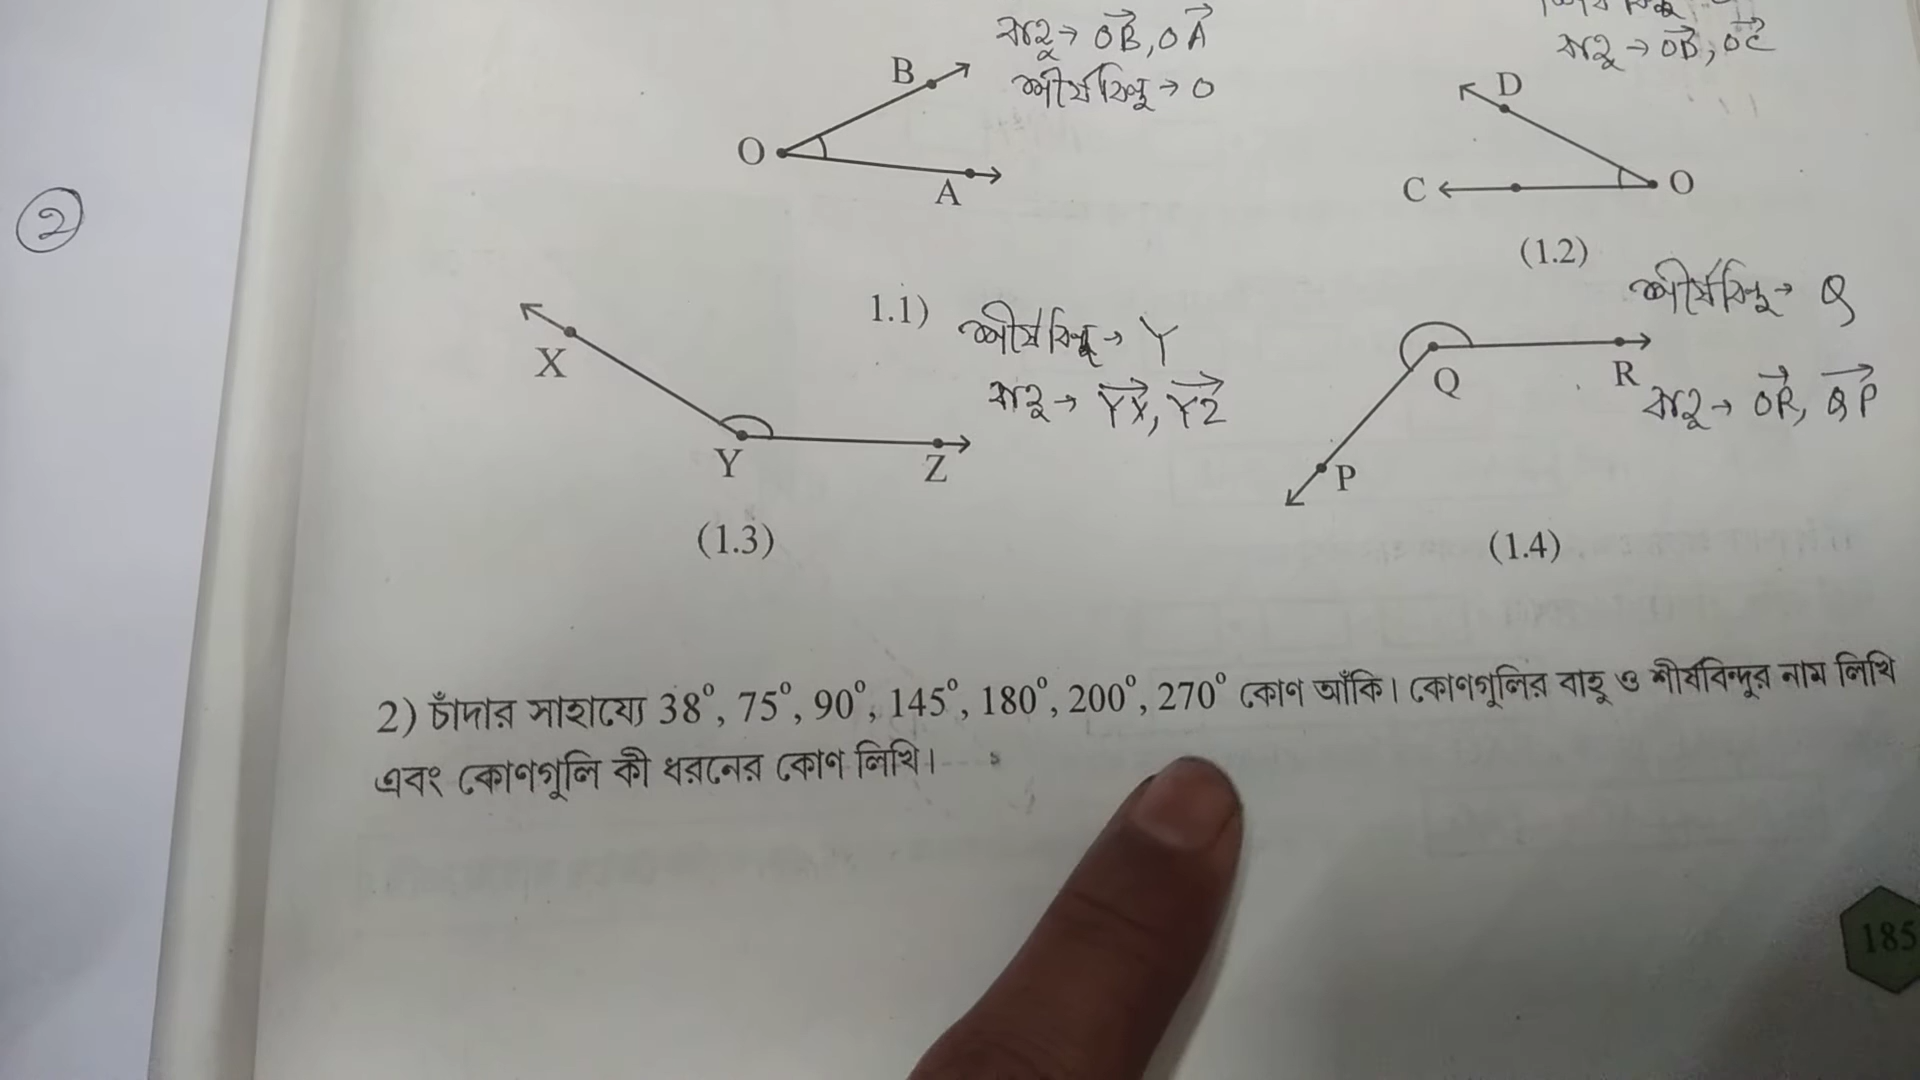 বাহু → OB, OA
শীর্ষবিন্দু → O
B
O
A
বাহু → OD, OC
D
C
O
(1.2)
2
X
Y
Z
1.1)
শীর্ষবিন্দু → Y
বাহু → YX, YZ
(1.3)
শীর্ষবিন্দু → Q
Q
R
বাহু → OR, QP
P
(1.4)
2) চাঁদার সাহায্যে 38°, 75°, 90°, 145°, 180°, 200°, 270° কোণ আঁকি। কোণগুলির বাহু ও শীর্ষবিন্দুর নাম লিখি
এবং কোণগুলি কী ধরনের কোণ লিখি।
185